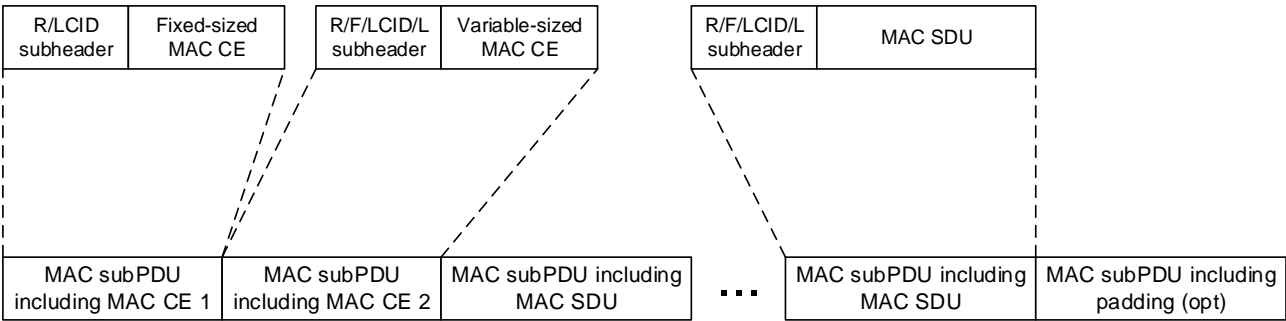 R/LCID
subheader
Fixed-sized
MAC CE
R/F/LCID/L
subheader
Variable-sized
MAC CE
R/F/LCID/L
subheader
MAC SDU
MAC subPDU
including MAC CE 1
MAC subPDU
including MAC CE 2
MAC subPDU including
MAC SDU
...
MAC subPDU including
MAC SDU
MAC subPDU including
padding (opt)